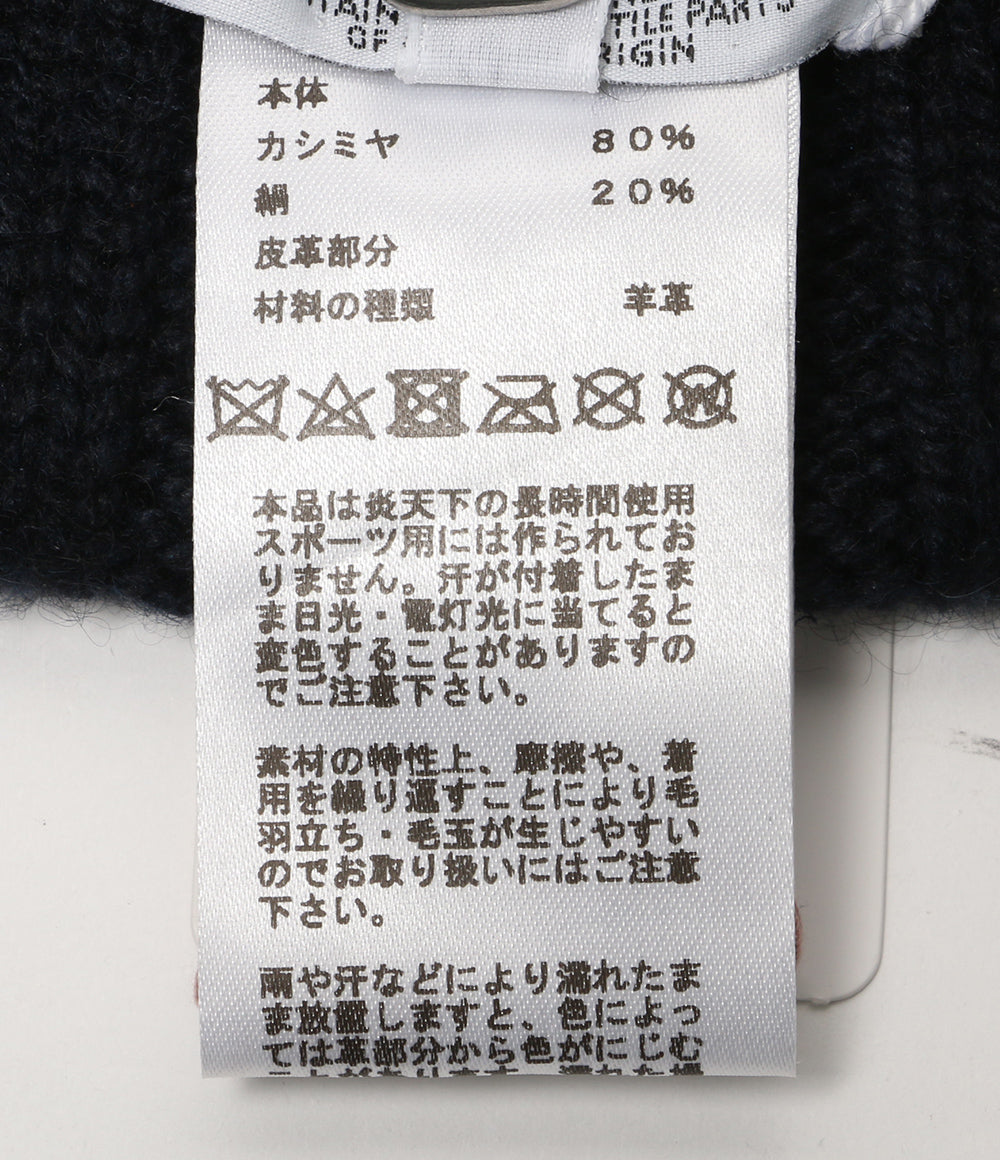 TILE PARTS
OF RIGIN
本体
カシミヤ 80%
絹 20%
皮革部分
材料の種類 羊革
W
本品は炎天下の長時間使用
スポーツ用には作られてお
りません。汗が付着したま
ま日光・電灯光に当てると
変色することがありますの
でご注意下さい。
素材の特性上、摩擦や、着
用を繰り返すことにより毛
羽立ち・毛玉が生じやすい
のでお取り扱いにはご注意
下さい。
雨や汗などにより濡れたま
ま放置しますと、色によっ
ては革部分から色がにじむ